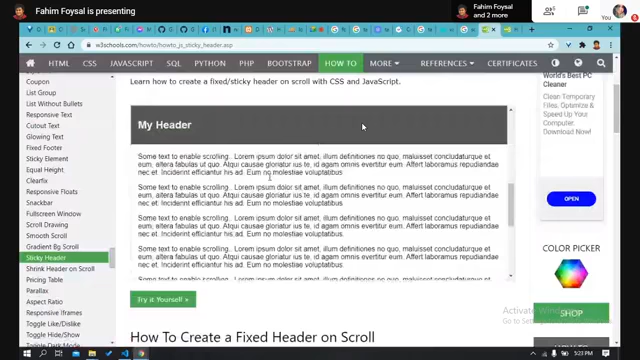 Fahim Foysal is presenting
Fahim Foysal
and 2 more
You
w3schools.com/howto/howto_js_sticky_header.asp
HTML CSS JAVASCRIPT SQL PYTHON PHP BOOTSTRAP HOW TO MORE REFERENCES CERTIFICATES
Coupon
List Group
List Without Bullets
Responsive Text
Cutout Text
Glowing Text
Fixed Footer
Sticky Element
Equal Height
Clearfix
Responsive Floats
Snackbar
Fullscreen Window
Scroll Drawing
Smooth Scroll
Gradient Bg Scroll
Sticky Header
Shrink Header on Scroll
Pricing Table
Parallax
Aspect Ratio
Responsive Iframes
Toggle Like/Dislike
Toggle Hide/Show
Learn how to create a fixed/sticky header on scroll with CSS and JavaScript.
My Header
Some text to enable scrolling.. Lorem ipsum dolor sit amet, illum definitiones no quo, maluisset concludaturque et
eum, altera fabulas ut quo. Atqui causae gloriatur ius te, id agam omnis evertitur eum. Affert laboramus repudiandae
nec et. Inciderint efficiantur his ad. Eum no molestiae voluptatibus.
Some text to enable scrolling.. Lorem ipsum dolor sit amet, illum definitiones no quo, maluisset concludaturque et
eum, altera fabulas ut quo. Atqui causae gloriatur ius te, id agam omnis evertitur eum. Affert laboramus repudiandae
nec et. Inciderint efficiantur his ad. Eum no molestiae voluptatibus.
Some text to enable scrolling.. Lorem ipsum dolor sit amet, illum definitiones no quo, maluisset concludaturque et
eum, altera fabulas ut quo. Atqui causae gloriatur ius te, id agam omnis evertitur eum. Affert laboramus repudiandae
nec et. Inciderint efficiantur his ad. Eum no molestiae voluptatibus.
Some text to enable scrolling.. Lorem ipsum dolor sit amet, illum definitiones no quo, maluisset concludaturque et
eum, altera fabulas ut quo. Atqui causae gloriatur ius te, id agam omnis evertitur eum. Affert laboramus repudiandae
nec et. Inciderint efficiantur his ad. Eum no molestiae voluptatibus.
Try it Yourself »
How To Create a Fixed Header on Scroll
World's Best PC
Cleaner
Clean Temporary
Files, Optimize &
Speed Up Your
Computer.
Download Now!
OPEN
COLOR PICKER
Activate Windows
SHOP
5:23 PM